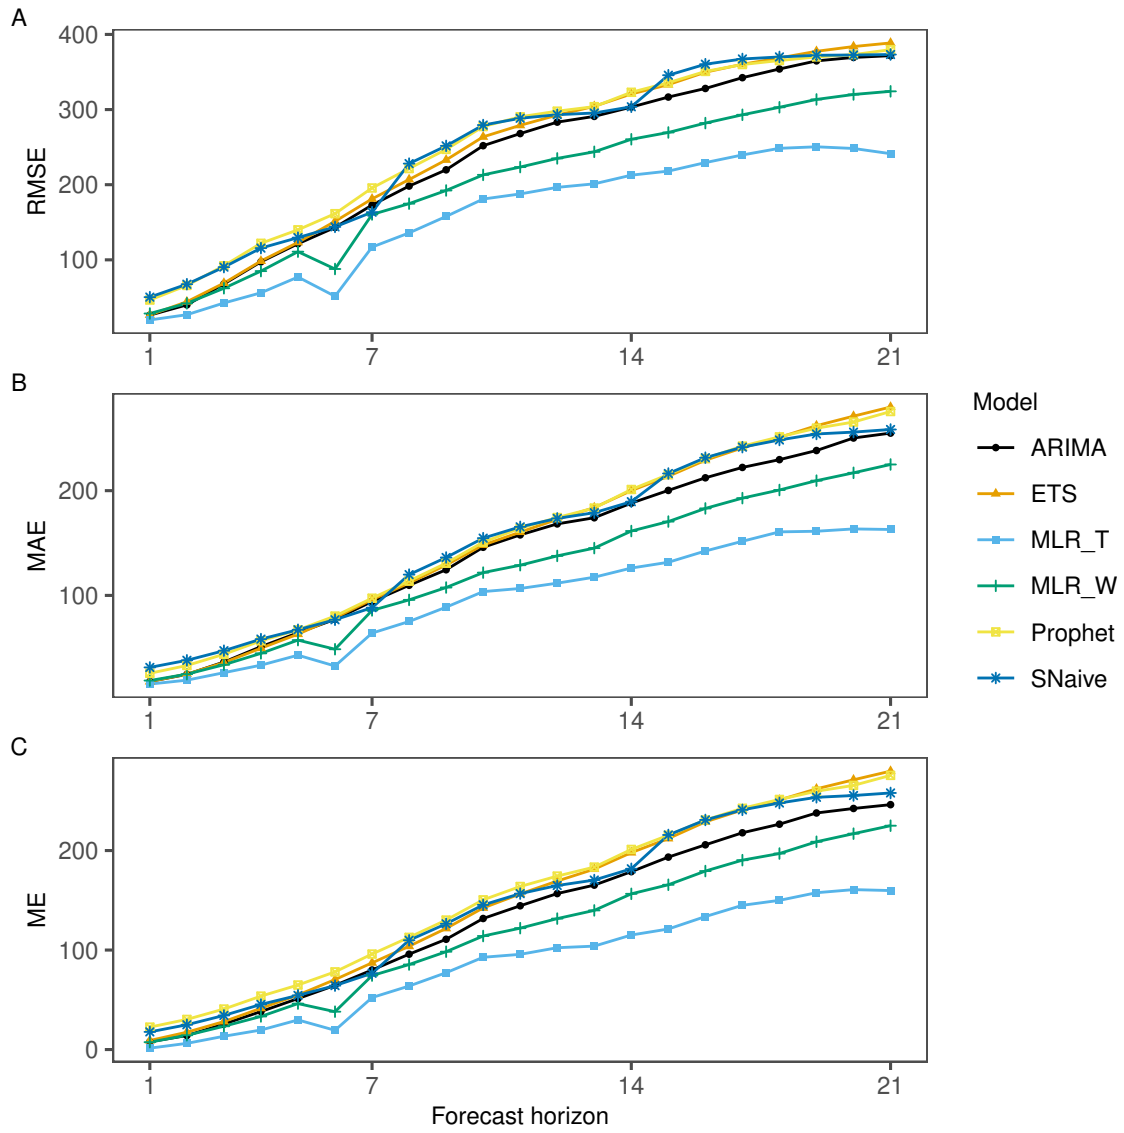 A
RMSE
400
300
200
100
1 7 14 21
B
MAE
200
100
1 7 14 21
C
ME
200
100
0
1 7 14 21
Forecast horizon
Model
ARIMA
ETS
MLR_T
MLR_W
Prophet
SNaive